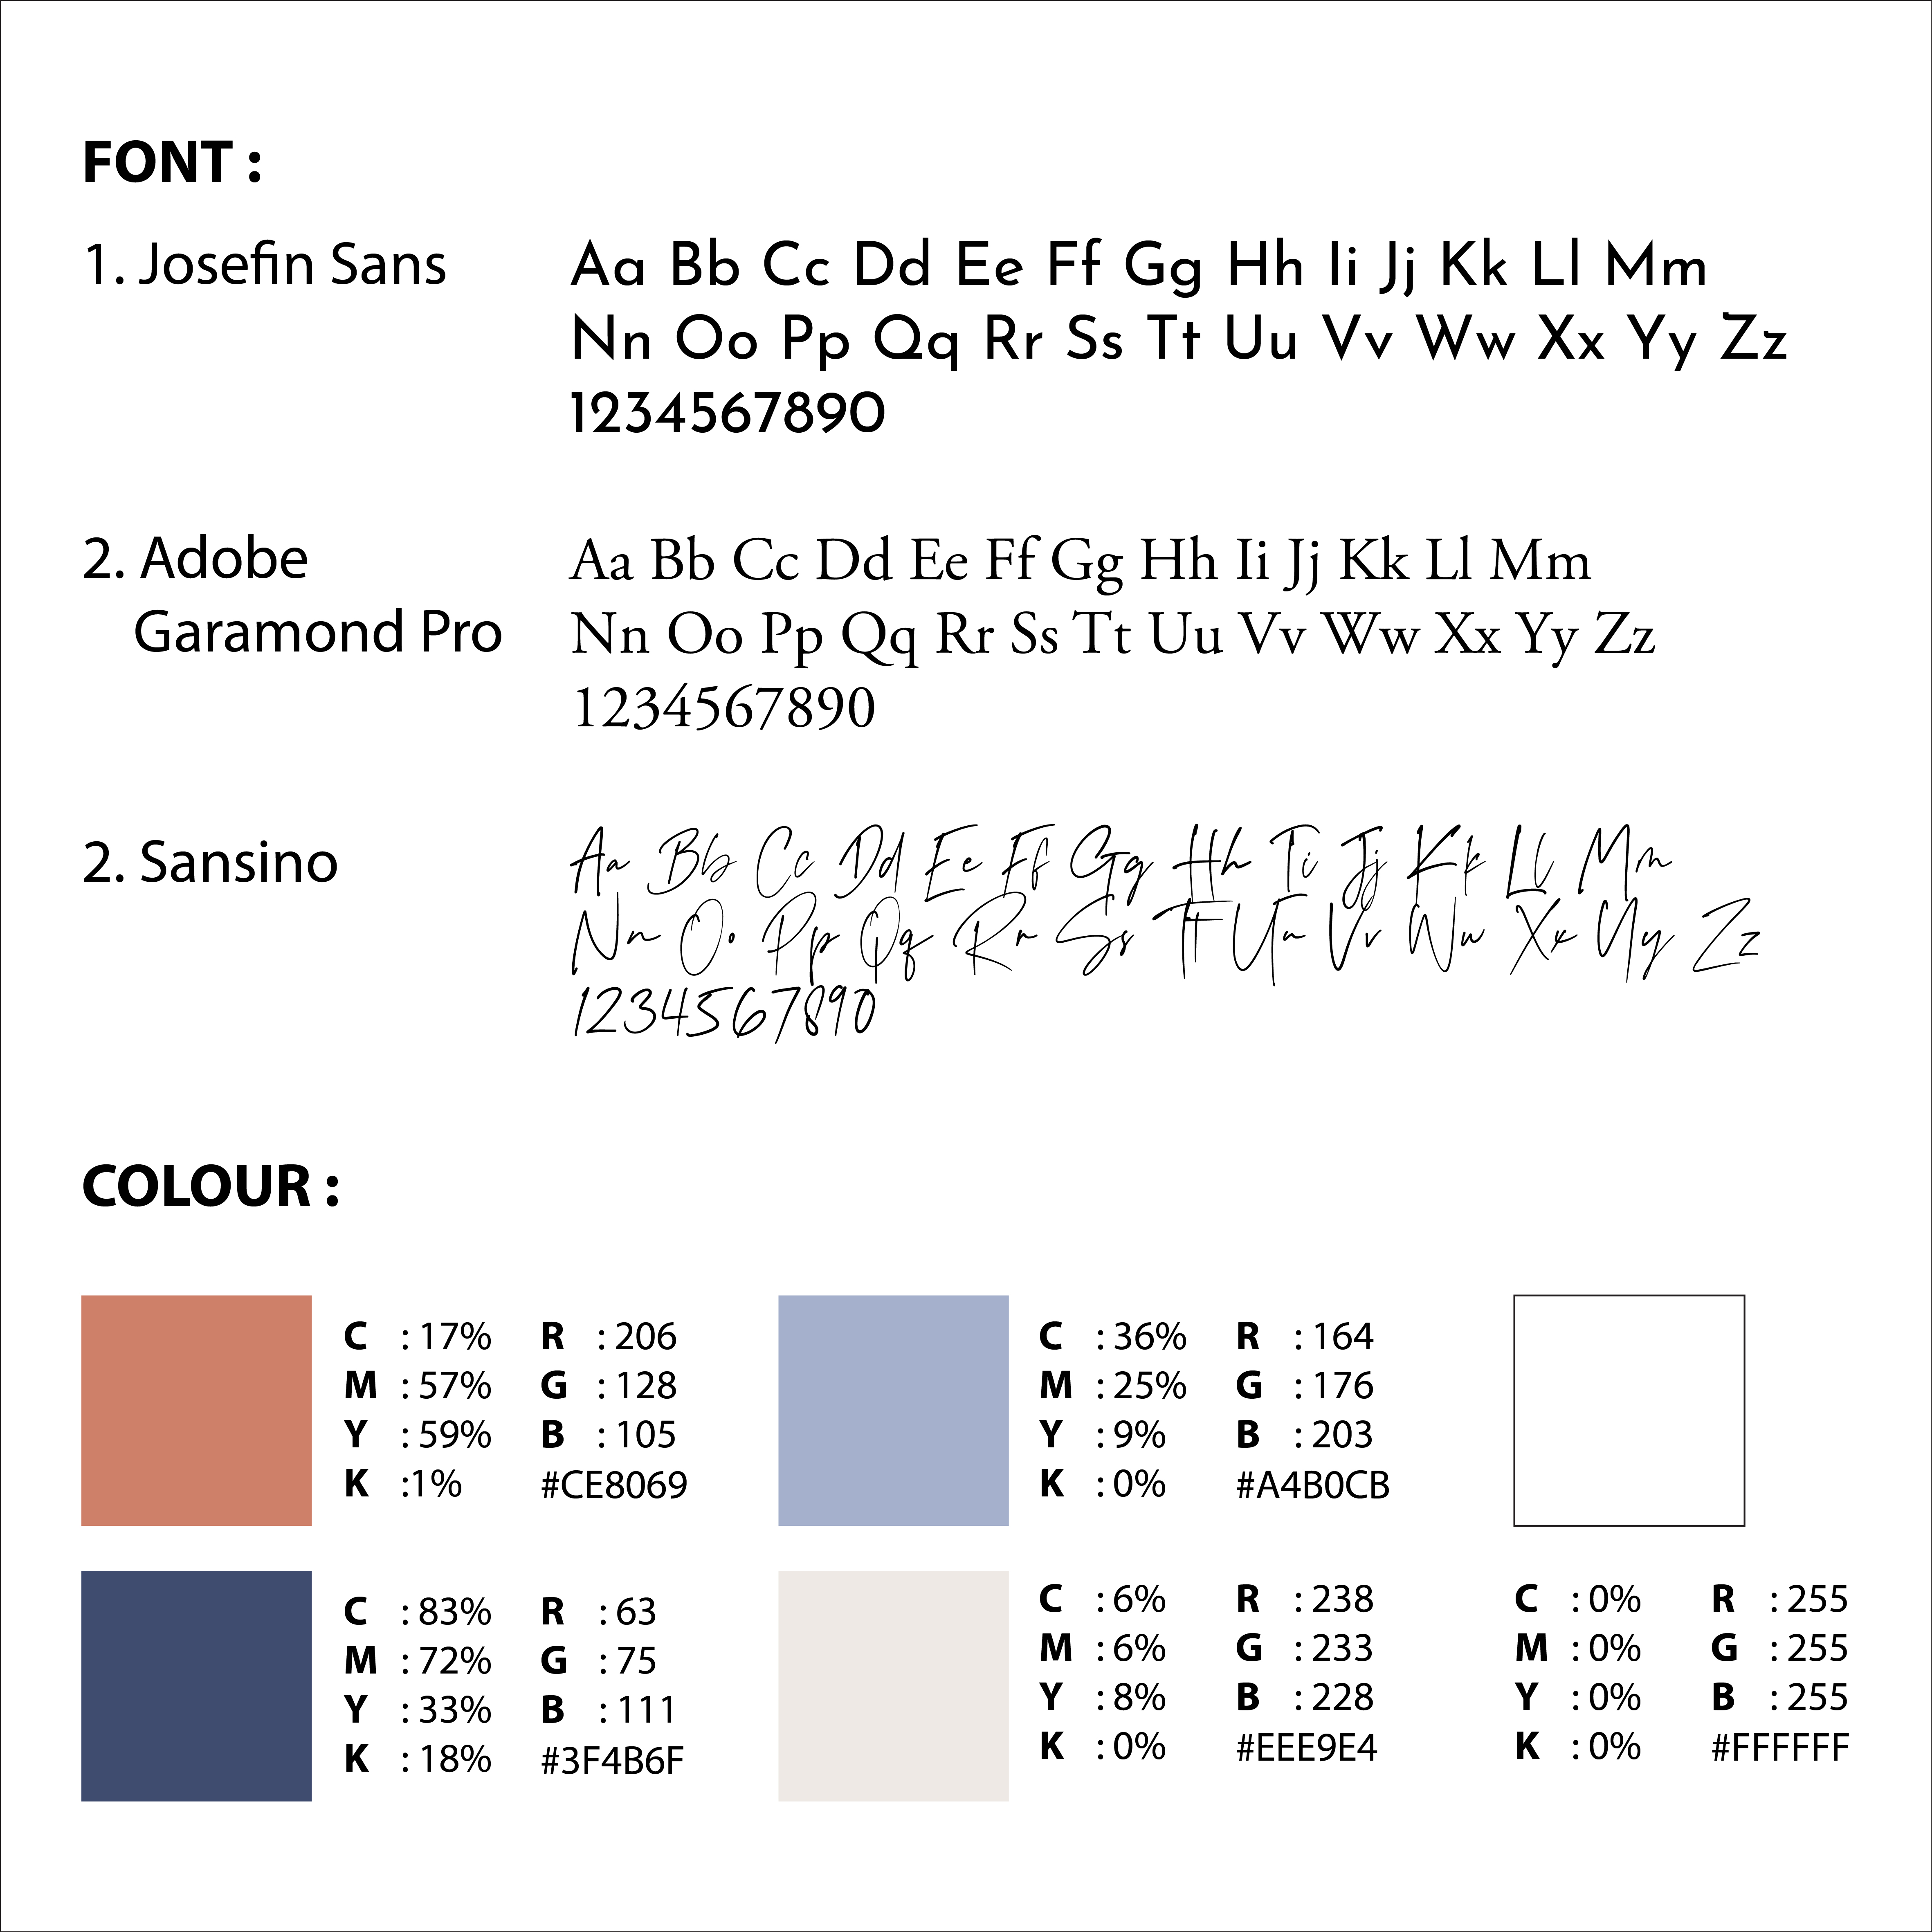 FONT :
1. Josefin Sans
Aa Bb Cc Dd Ee Ff Gg Hh Ii Jj Kk Ll Mm
Nn Oo Pp Qq Rr Ss Tt Uu Vv Ww Xx Yy Zz
1234567890
2. Adobe
Garamond Pro
Aa Bb Cc Dd Ee Ff Gg Hh Ii Jj Kk Ll Mm
Nn Oo Pp Qq Rr Ss Tt Uu Vv Ww Xx Yy Zz
1234567890
2. Sansino
Aa Bb Cc Dd Ee Ff Gg Hh Ii Jj Kk Ll Mm
Nn Oo Pp Qq Rr Ss Tt Uu Vv Ww Xx Yy Zz
1234567890
COLOUR :
C : 17% R : 206
M : 57% G : 128
Y : 59% B : 105
K :1% #CE8069
C : 36% R : 164
M : 25% G : 176
Y : 9% B : 203
K : 0% #A4B0CB
C : 83% R : 63
M : 72% G : 75
Y : 33% B : 111
K : 18% #3F4B6F
C : 6% R : 238
M : 6% G : 233
Y : 8% B : 228
K : 0% #EEE9E4
C : 0% R : 255
M : 0% G : 255
Y : 0% B : 255
K : 0% #FFFFFF